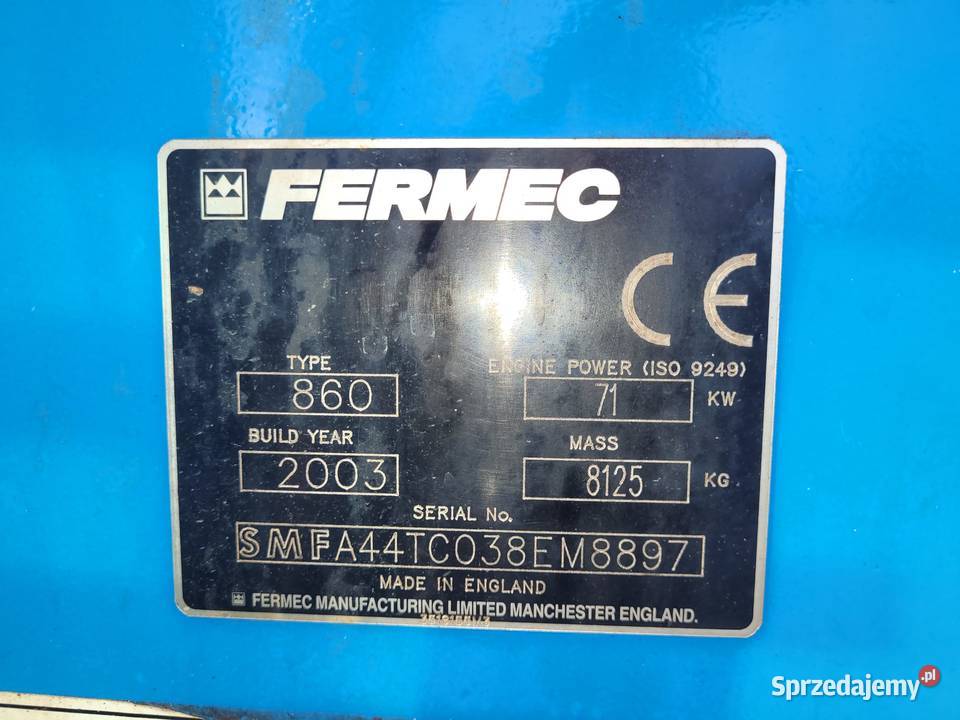 FERMEC
CE
TYPE
860
ENGINE POWER (ISO 9249)
71 KW
BUILD YEAR
2003
MASS
8125 KG
SERIAL No.
SMFA44TC038EM8897
MADE IN ENGLAND
FERMEC MANUFACTURING LIMITED MANCHESTER ENGLAND.
Sprzedajemy.pl